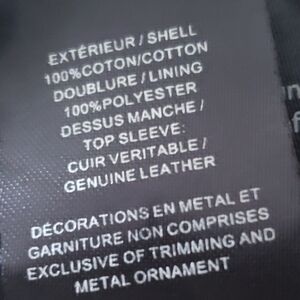 EXTÉRIEUR / SHELL
100%COTON/COTTON
DOUBLURE / LINING
100%POLYESTER
DESSUS MANCHE /
TOP SLEEVE:
CUIR VERITABLE /
GENUINE LEATHER
DÉCORATIONS EN METAL ET
GARNITURE NON COMPRISES
EXCLUSIVE OF TRIMMING AND
METAL ORNAMENT